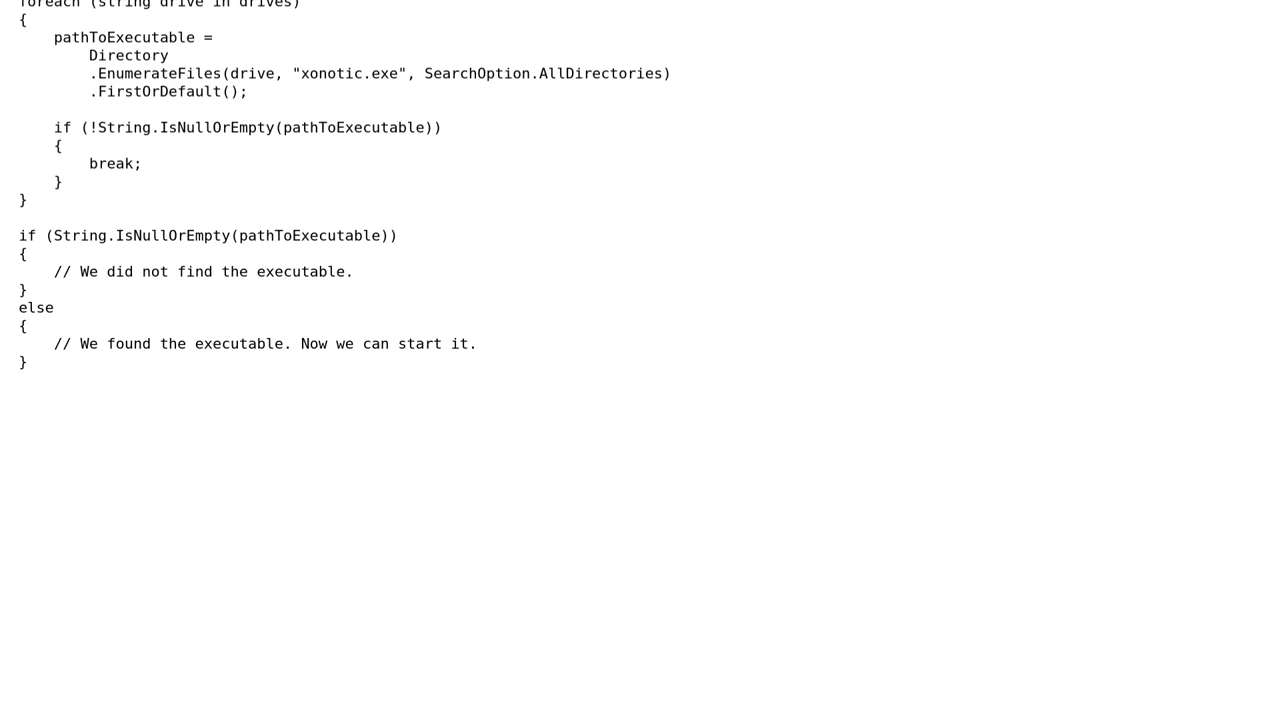 foreach (string drive in drives)
{
    pathToExecutable =
        Directory
        .EnumerateFiles(drive, "xonotic.exe", SearchOption.AllDirectories)
        .FirstOrDefault();

    if (!String.IsNullOrEmpty(pathToExecutable))
    {
        break;
    }
}

if (String.IsNullOrEmpty(pathToExecutable))
{
    // We did not find the executable.
}
else
{
    // We found the executable. Now we can start it.
}